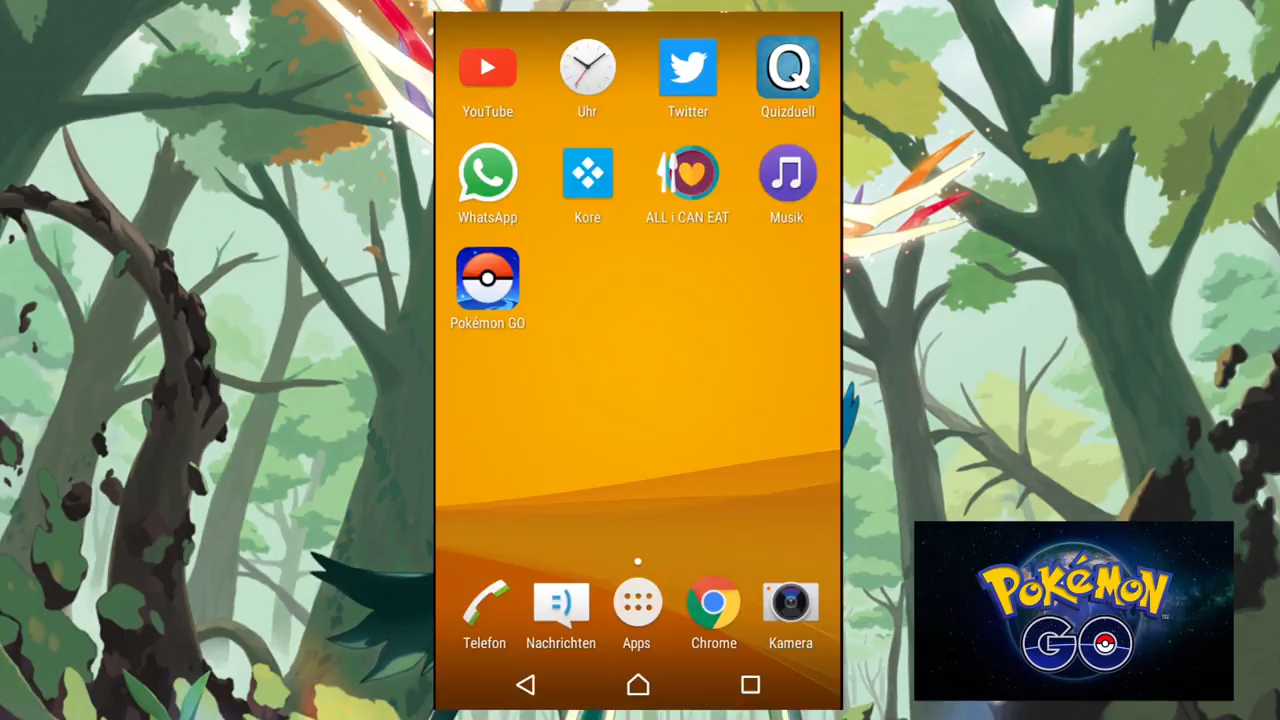 YouTube Uhr Twitter Quizduell
WhatsApp Kore ALL i CAN EAT Musik
Pokémon GO
Telefon Nachrichten Apps Chrome Kamera
POKéMON
GO